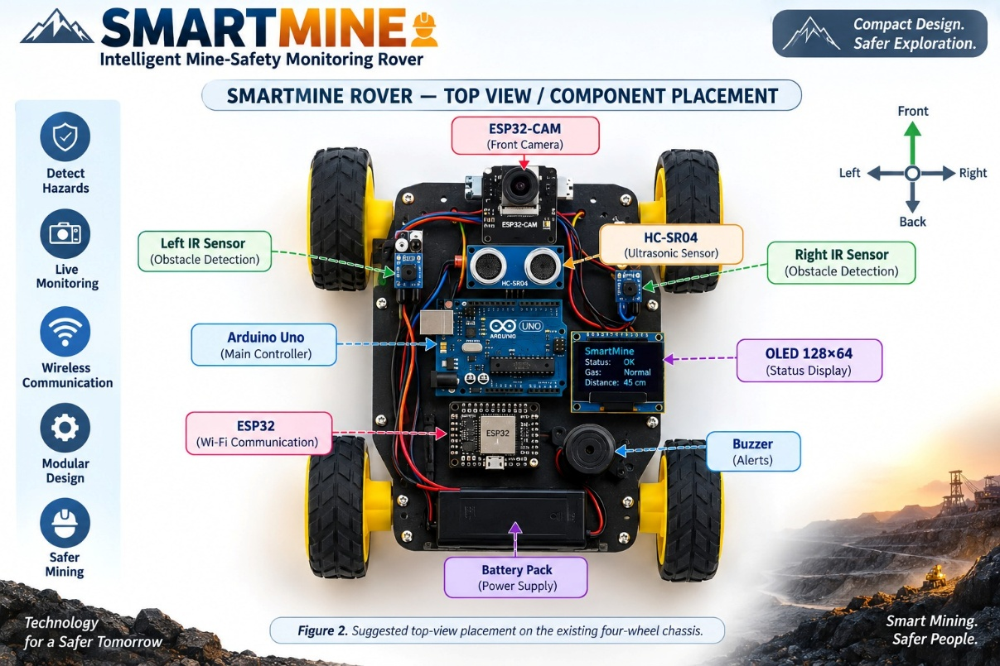 SMARTMINE
Intelligent Mine-Safety Monitoring Rover
Compact Design.
Safer Exploration.
SMARTMINE ROVER — TOP VIEW / COMPONENT PLACEMENT
Detect
Hazards
Live
Monitoring
Wireless
Communication
Modular
Design
Safer
Mining
Front
Left
Right
Back
ESP32-CAM
(Front Camera)
ESP32-CAM
Left IR Sensor
(Obstacle Detection)
HC-SR04
(Ultrasonic Sensor)
Right IR Sensor
(Obstacle Detection)
HC-SR04
Arduino Uno
(Main Controller)
UNO
ARDUINO
SmartMine
Status: OK
Gas: Normal
Distance: 45 cm
OLED 128×64
(Status Display)
ESP32
(Wi-Fi Communication)
ESP32
Buzzer
(Alerts)
Battery Pack
(Power Supply)
Technology
for a Safer Tomorrow
Figure 2. Suggested top-view placement on the existing four-wheel chassis.
Smart Mining.
Safer People.